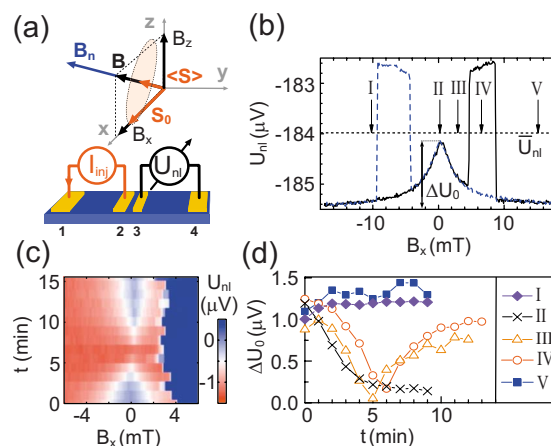 (a)
z
B_z
B_n
B
<S>
y
S_0
x
B_x
I_inj
U_nl
1 2 3 4
(b)
U_nl (μV)
-183
-184
-185
I II III IV V
Ū_nl
ΔU_0
-10 0 10
B_x (mT)
(c)
t (min)
15
10
5
0
-4 0 4
B_x (mT)
U_nl
(μV)
0
-1
(d)
ΔU_0 (μV)
1.5
1.0
0.5
0.0
0 5 10
t (min)
I
II
III
IV
V